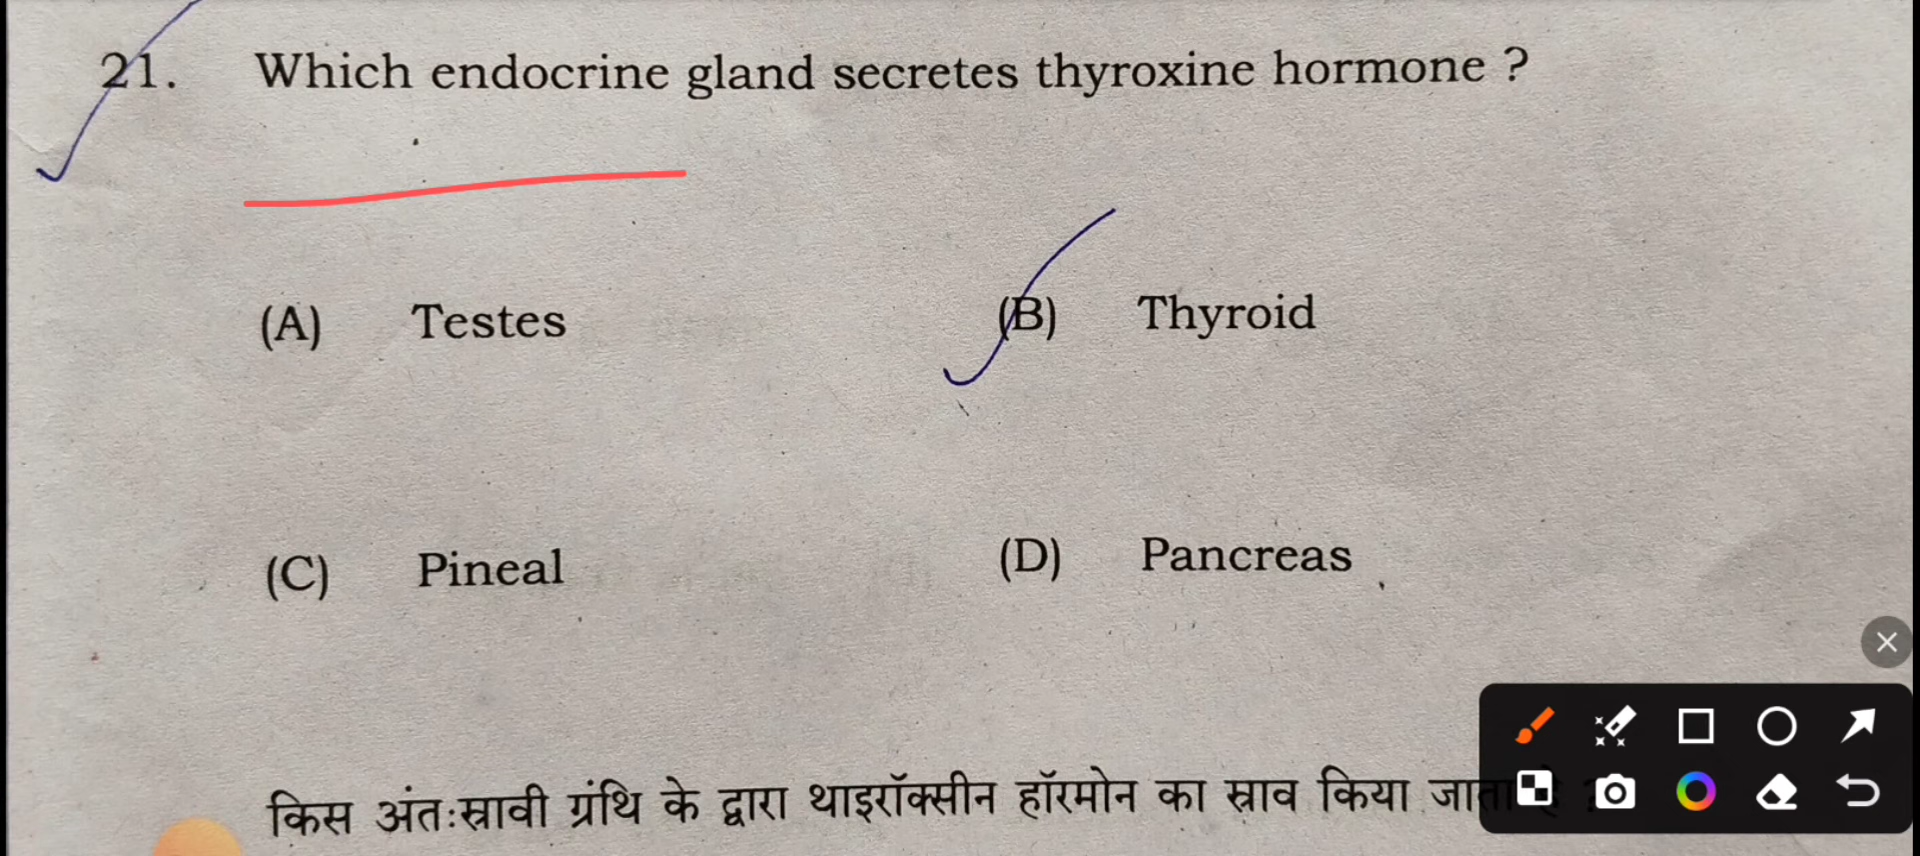 21. Which endocrine gland secretes thyroxine hormone ?
(A) Testes (B) Thyroid
(C) Pineal (D) Pancreas
किस अंतःस्रावी ग्रंथि के द्वारा थाइरॉक्सीन हॉरमोन का स्राव किया जाता है ?